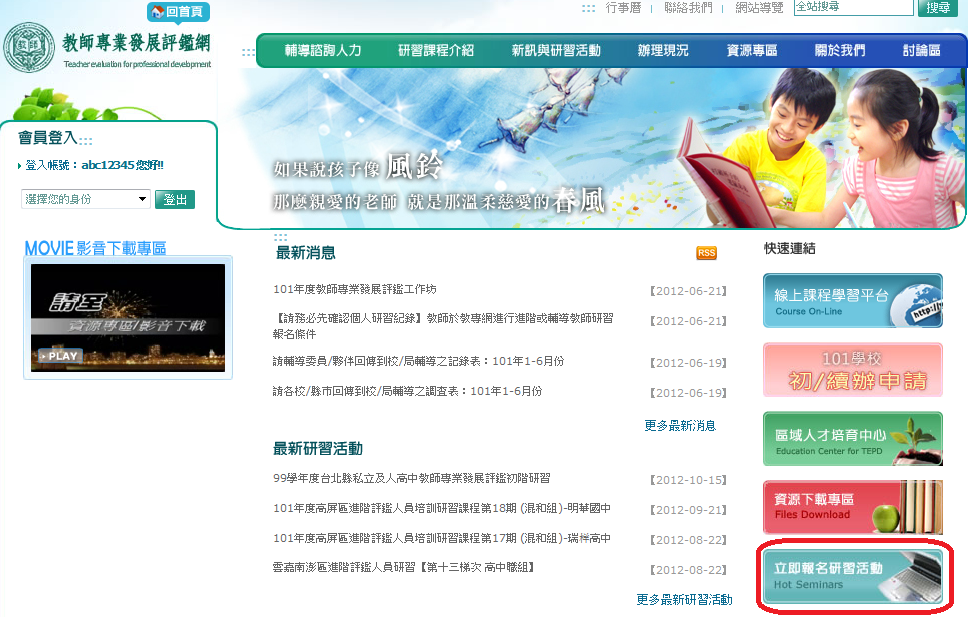 回首頁
行事曆 | 聯絡我們 | 網站導覽 全站搜尋 搜尋
教師專業發展評鑑網
Teacher evaluation for professional development
輔導諮詢人力 研習課程介紹 新訊與研習活動 辦理現況 資源專區 關於我們 討論區
會員登入
登入帳號：abc12345您好!!
選擇您的身份 登出
如果說孩子像 風鈴
那麼親愛的老師 就是那溫柔慈愛的春風
MOVIE影音下載專區
請至
資源專區/影音下載
PLAY
最新消息 RSS
101年度教師專業發展評鑑工作坊 【2012-06-21】
【請務必先確認個人研習紀錄】教師於教專網進行進階或輔導教師研習 【2012-06-21】
報名條件
請輔導委員/夥伴回傳到校/局輔導之記錄表：101年1-6月份 【2012-06-19】
請各校/縣市回傳到校/局輔導之調查表：101年1-6月份 【2012-06-19】
更多最新消息
最新研習活動
99學年度台北縣私立及人高中教師專業發展評鑑初階研習 【2012-10-15】
101年度高屏區進階評鑑人員培訓研習課程第18期 (混和組)-明華國中 【2012-09-21】
101年度高屏區進階評鑑人員培訓研習課程第17期 (混和組)-瑞祥高中 【2012-08-22】
雲嘉南澎區進階評鑑人員研習【第十三梯次 高中職組】 【2012-08-22】
更多最新研習活動
快速連結
線上課程學習平台
Course On-Line
http://
101學校
初/續辦申請
區域人才培育中心
Education Center for TEPD
資源下載專區
Files Download
立即報名研習活動
Hot Seminars